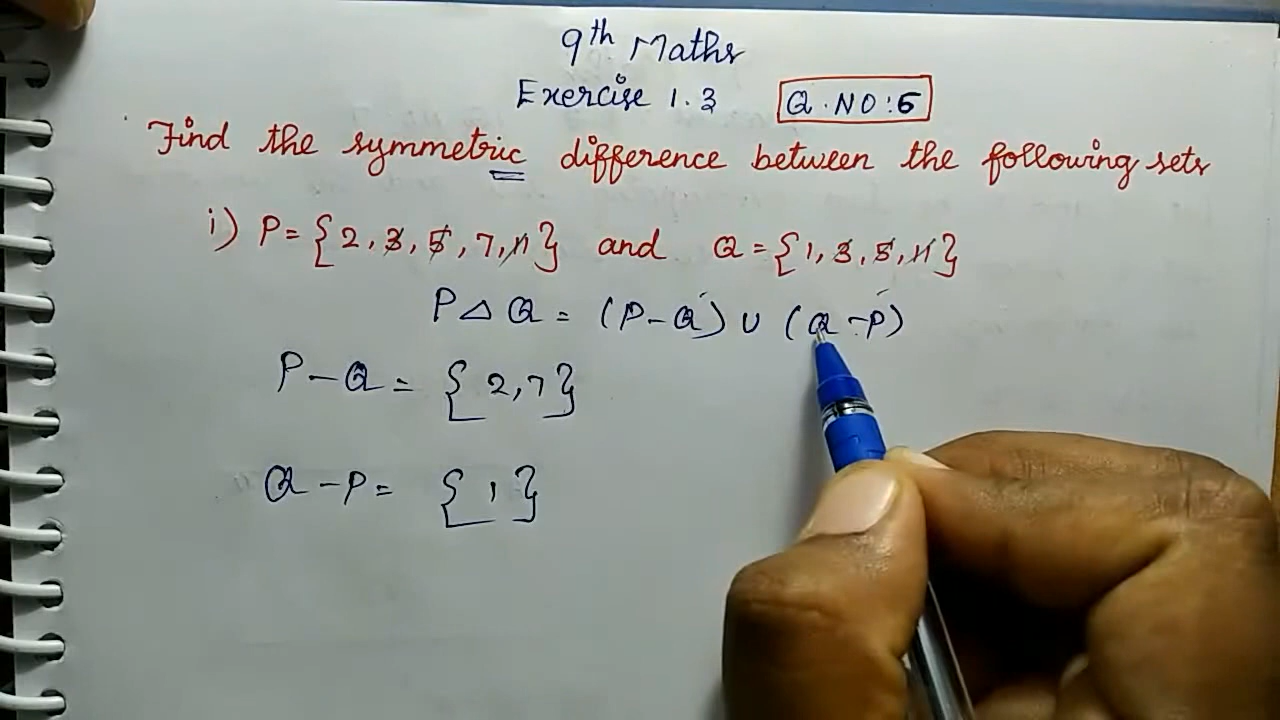 9th Maths
Exercise 1.3 Q.NO:6
Find the symmetric difference between the following sets
i) P = {2, 3, 5, 7, 11} and Q = {1, 3, 5, 11}
P △ Q = (P - Q) ∪ (Q - P)
P - Q = {2, 7}
Q - P = {1}